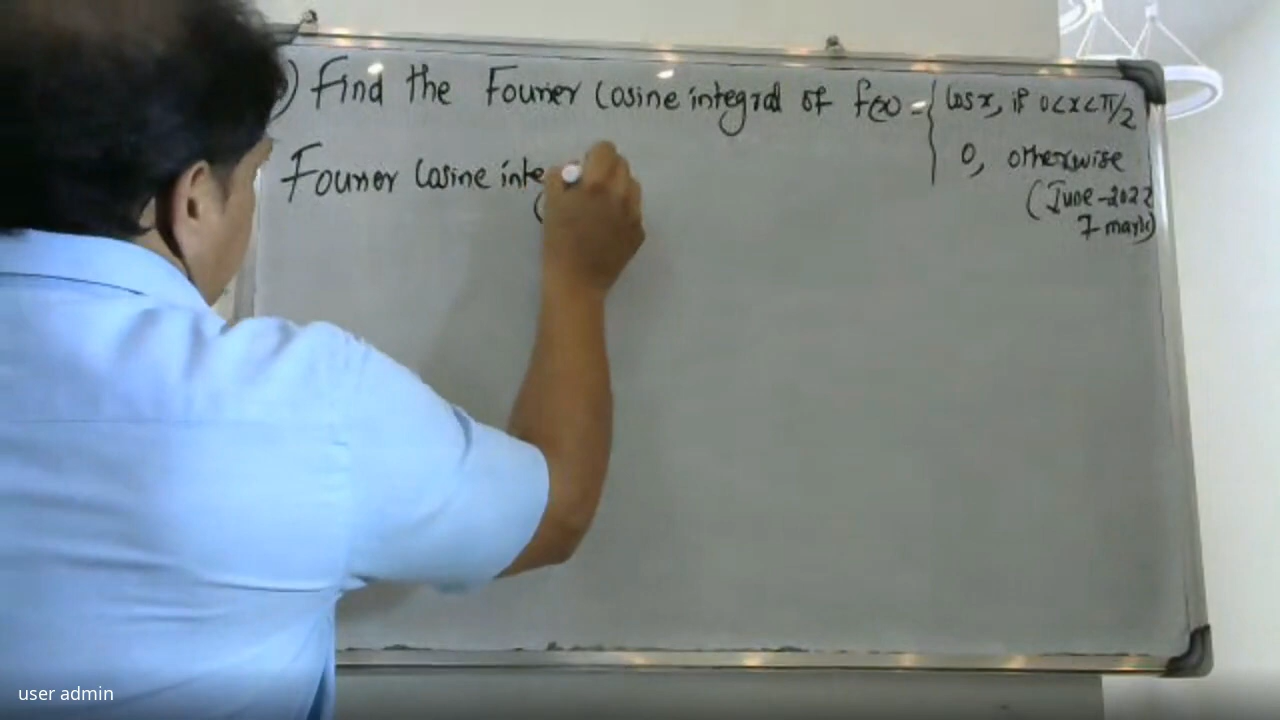 ) Find the Fourier Cosine integral of f(x) = { cos x, if 0<x<π/2
0, otherwise
(June-2022
7 marks)
Fourier Cosine inte
user admin